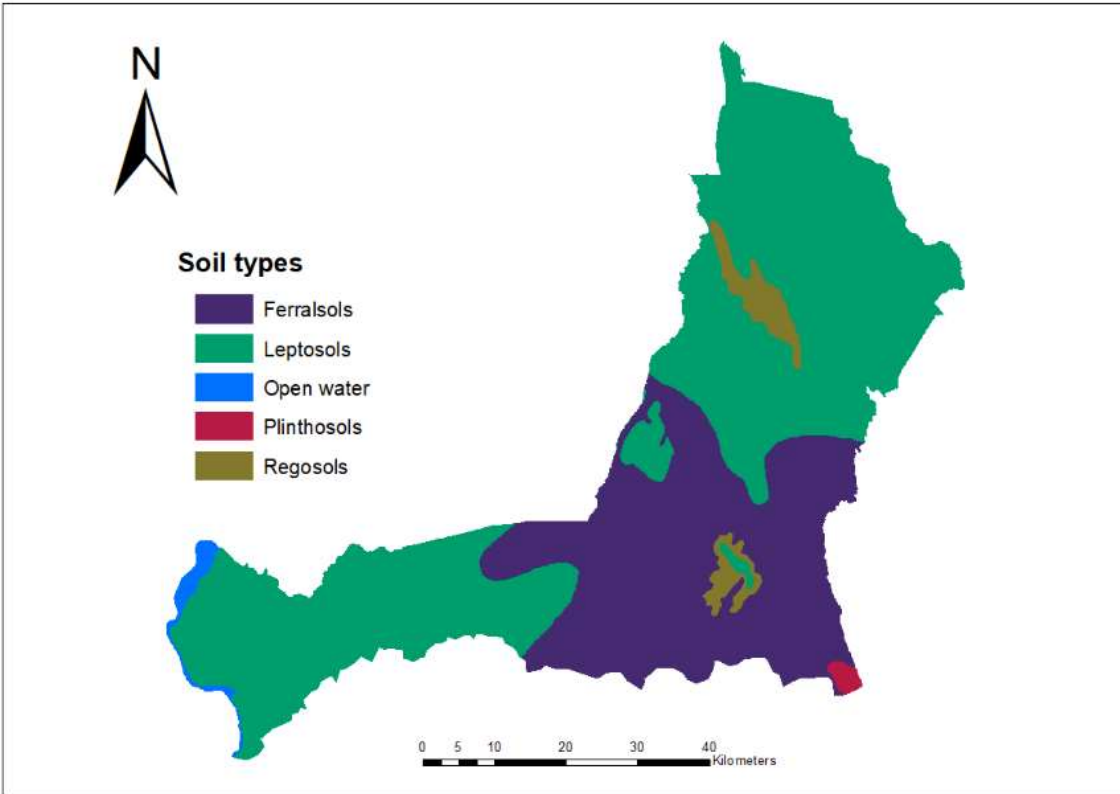 N
Soil types
Ferralsols
Leptosols
Open water
Plinthosols
Regosols
0 5 10 20 30 40
Kilometers